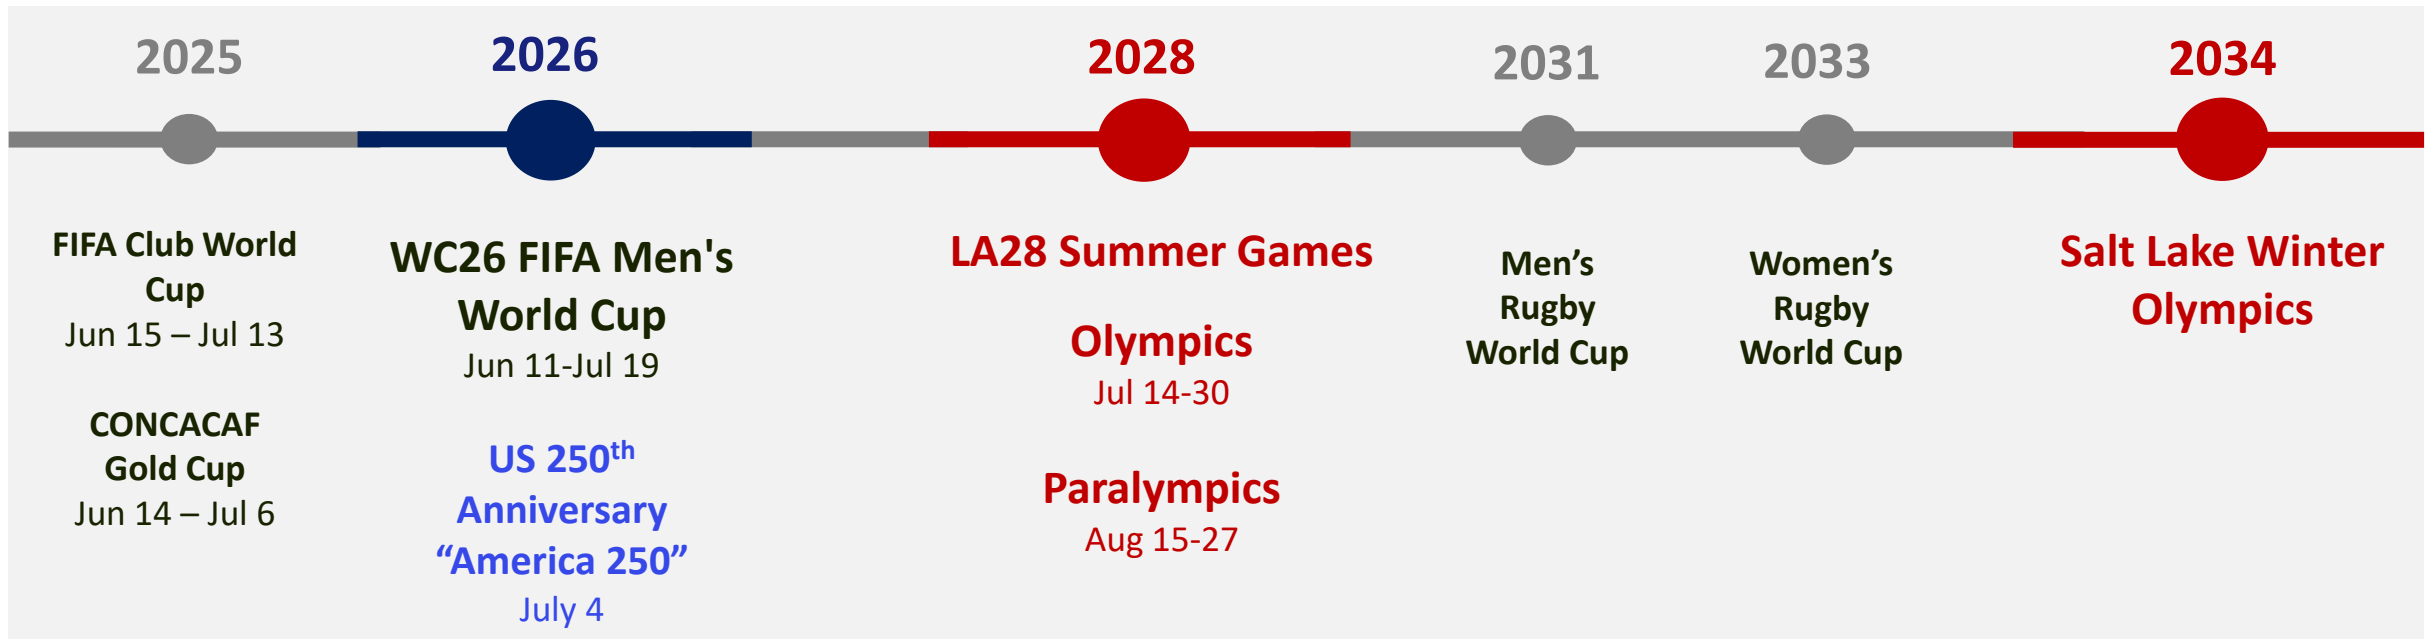 2025
FIFA Club World
Cup
Jun 15 – Jul 13
CONCACAF
Gold Cup
Jun 14 – Jul 6
2026
WC26 FIFA Men's
World Cup
Jun 11-Jul 19
US 250th
Anniversary
“America 250”
July 4
2028
LA28 Summer Games
Olympics
Jul 14-30
Paralympics
Aug 15-27
2031
Men’s
Rugby
World Cup
2033
Women’s
Rugby
World Cup
2034
Salt Lake Winter
Olympics